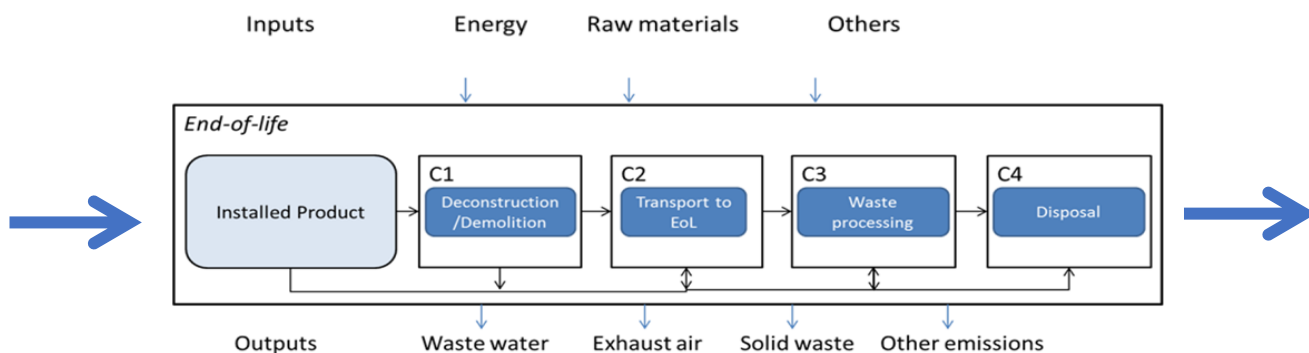 Inputs Energy Raw materials Others
End-of-life
C1 C2 C3 C4
Installed Product
Deconstruction
/Demolition
Transport to
EoL
Waste
processing
Disposal
Outputs Waste water Exhaust air Solid waste Other emissions